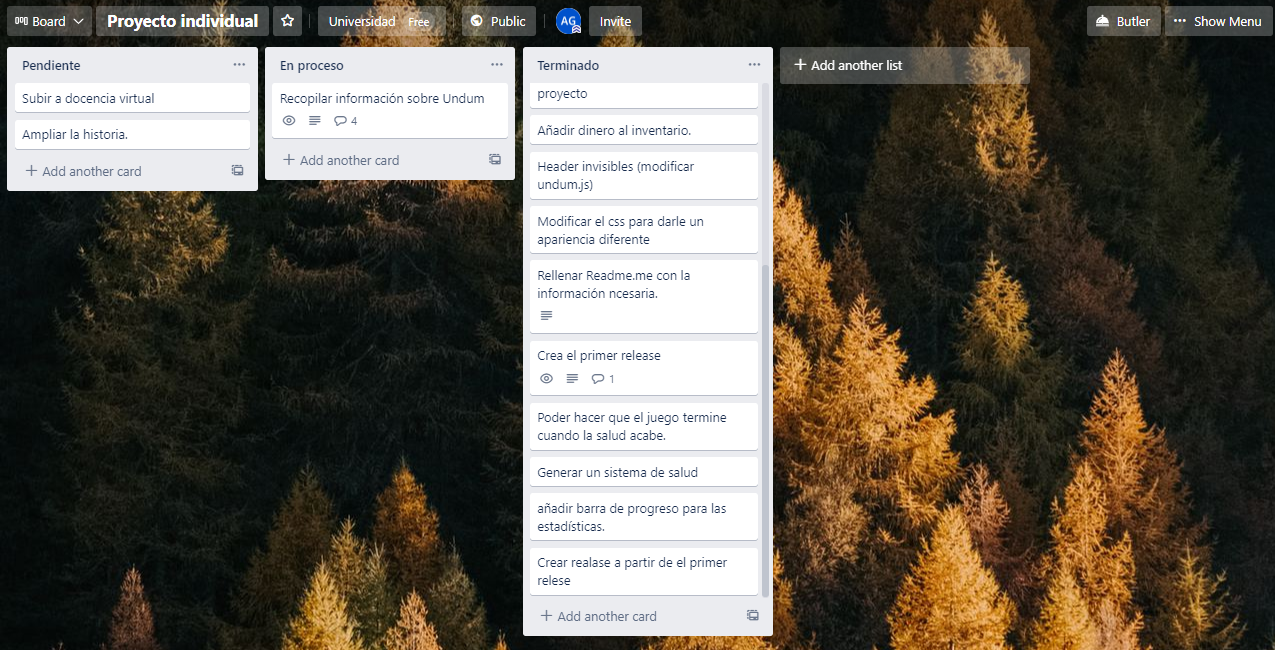 Board
Proyecto individual
Universidad Free
Public
AG
Invite
Butler
Show Menu
Pendiente
Subir a docencia virtual
Ampliar la historia.
Add another card
En proceso
Recopilar información sobre Undum
4
Add another card
Terminado
proyecto
Añadir dinero al inventario.
Header invisibles (modificar
undum.js)
Modificar el css para darle un
apariencia diferente
Rellenar Readme.me con la
información ncesaria.
Crea el primer release
1
Poder hacer que el juego termine
cuando la salud acabe.
Generar un sistema de salud
añadir barra de progreso para las
estadísticas.
Crear realase a partir de el primer
relese
Add another card
Add another list